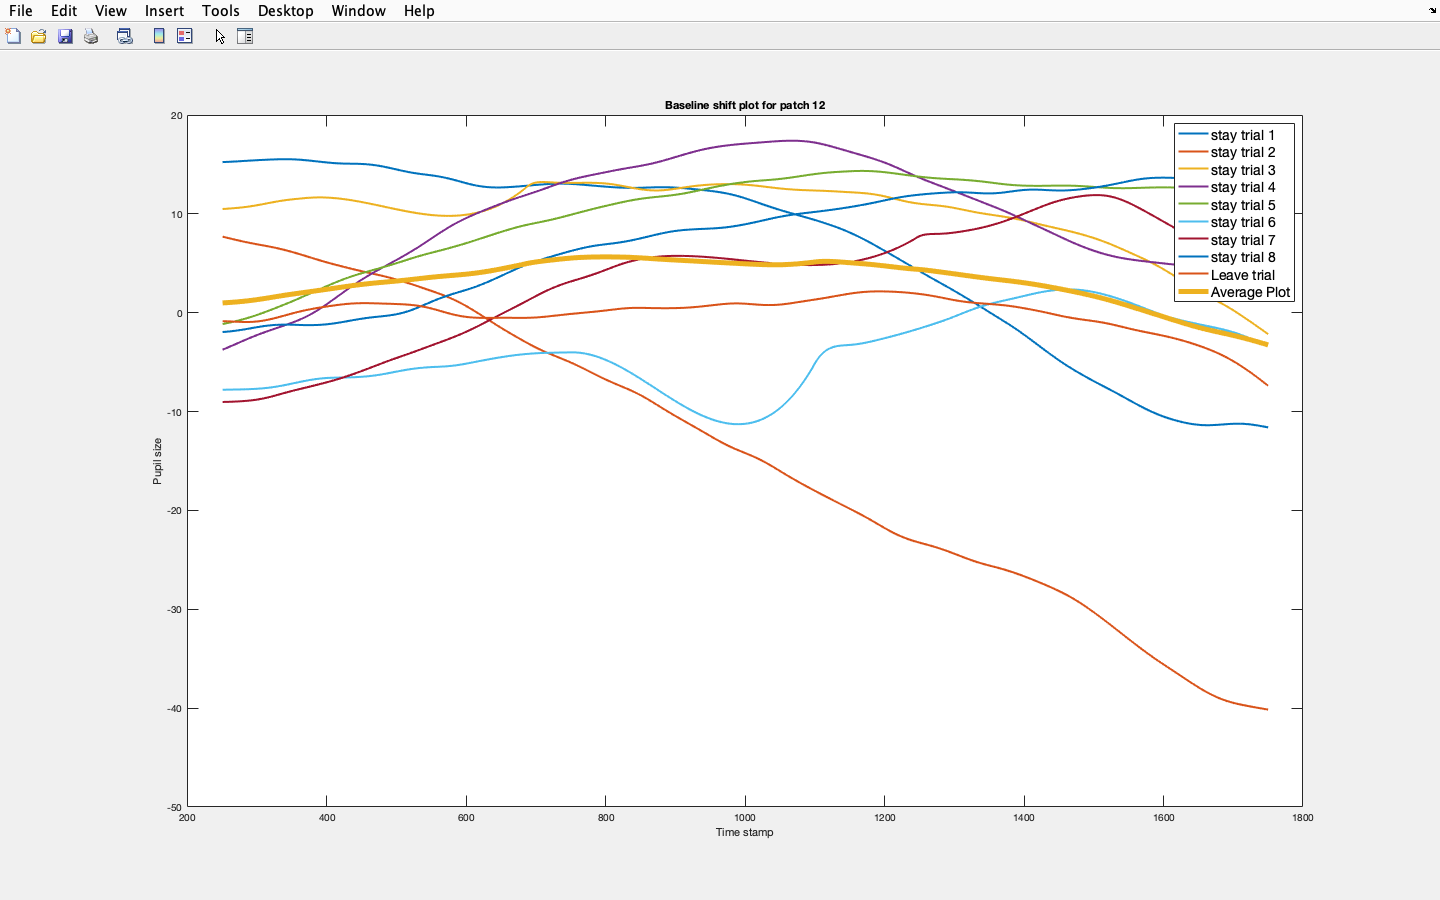 File Edit View Insert Tools Desktop Window Help
Baseline shift plot for patch 12
20
10
0
-10
-20
-30
-40
-50
Pupil size
200 400 600 800 1000 1200 1400 1600 1800
Time stamp
stay trial 1
stay trial 2
stay trial 3
stay trial 4
stay trial 5
stay trial 6
stay trial 7
stay trial 8
Leave trial
Average Plot